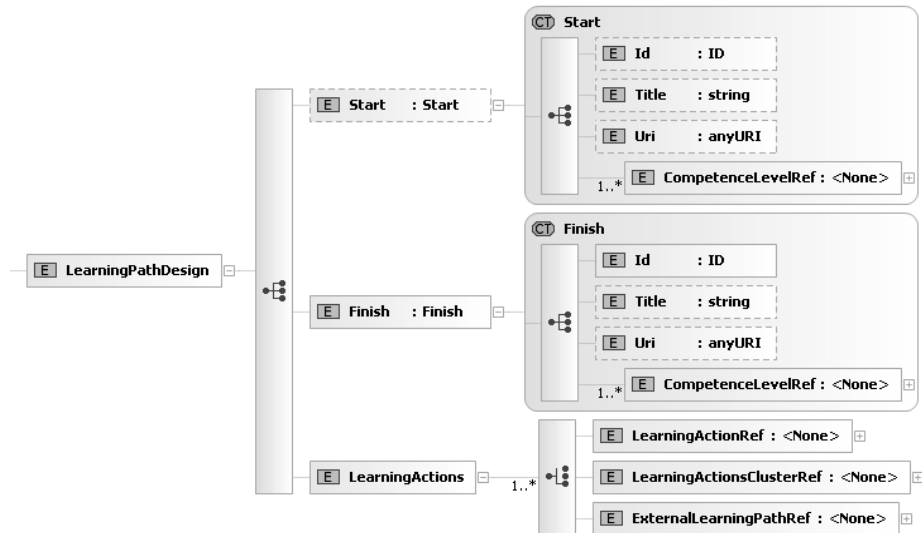 CT Start
E Id : ID
E Title : string
E Start : Start
E Uri : anyURI
E CompetenceLevelRef : <None>
1..*
CT Finish
E Id : ID
E LearningPathDesign
E Title : string
E Finish : Finish
E Uri : anyURI
E CompetenceLevelRef : <None>
1..*
E LearningActionRef : <None>
E LearningActions
1..*
E LearningActionsClusterRef : <None>
E ExternalLearningPathRef : <None>